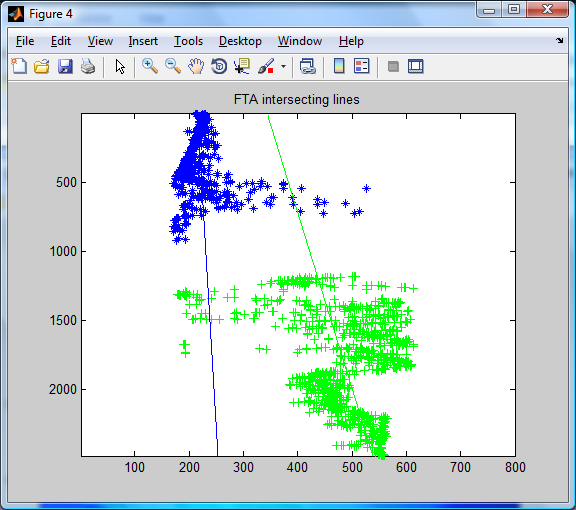 Figure 4
File Edit View Insert Tools Desktop Window Help
FTA intersecting lines
500
1000
1500
2000
100 200 300 400 500 600 700 800